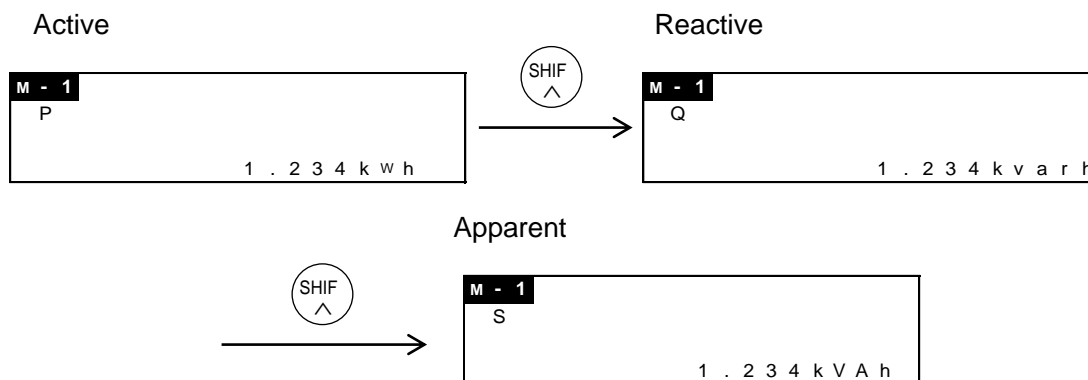 Active
Reactive
SHIF
M - 1
P
1 . 2 3 4 k W h
M - 1
Q
1 . 2 3 4 k v a r h
Apparent
SHIF
M - 1
S
1 . 2 3 4 k V A h